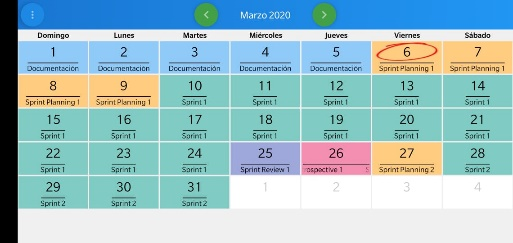 Marzo 2020
Domingo Lunes Martes Miércoles Jueves Viernes Sábado
1 2 3 4 5 6 7
Documentación Documentación Documentación Documentación Documentación Sprint Planning 1 Sprint Planning 1
8 9 10 11 12 13 14
Sprint Planning 1 Sprint Planning 1 Sprint 1 Sprint 1 Sprint 1 Sprint 1 Sprint 1
15 16 17 18 19 20 21
Sprint 1 Sprint 1 Sprint 1 Sprint 1 Sprint 1 Sprint 1 Sprint 1
22 23 24 25 26 27 28
Sprint 1 Sprint 1 Sprint 1 Sprint Review 1 ospective 1 S Sprint Planning 2 Sprint 2
29 30 31 1 2 3 4
Sprint 2 Sprint 2 Sprint 2